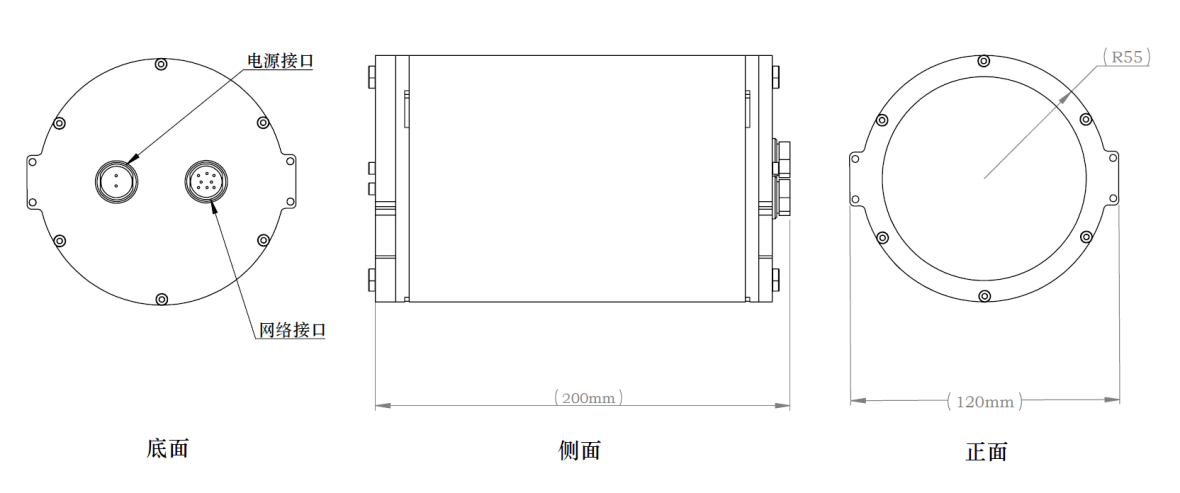 电源接口
(R55)
网络接口
(200mm)
(120mm)
底面
侧面
正面